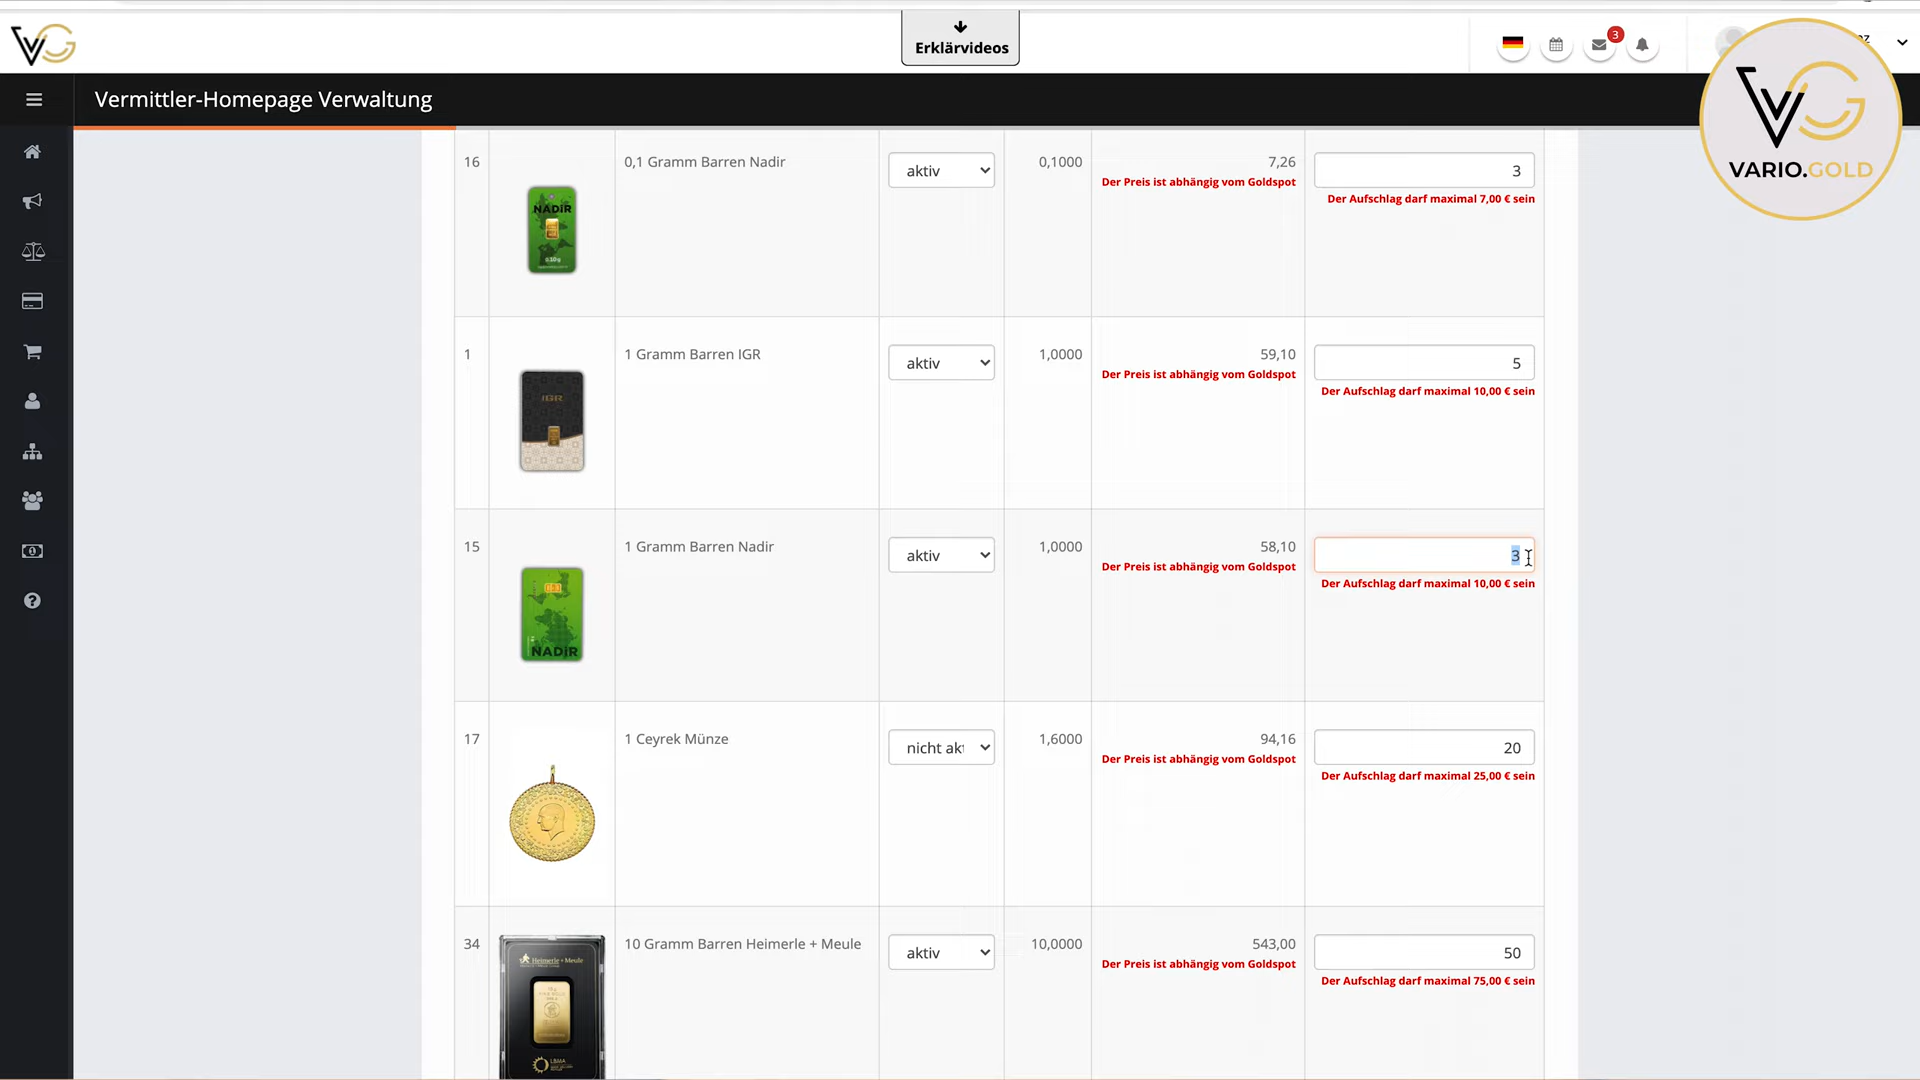 Erklärvideos
3
VARIO.GOLD
Vermittler-Homepage Verwaltung
16
0,1 Gramm Barren Nadir
aktiv
0,1000
7,26
Der Preis ist abhängig vom Goldspot
3
Der Aufschlag darf maximal 7,00 € sein
NADIR
1
1 Gramm Barren IGR
aktiv
1,0000
59,10
Der Preis ist abhängig vom Goldspot
5
Der Aufschlag darf maximal 10,00 € sein
15
1 Gramm Barren Nadir
aktiv
1,0000
58,10
Der Preis ist abhängig vom Goldspot
3
Der Aufschlag darf maximal 10,00 € sein
NADIR
17
1 Ceyrek Münze
nicht akt
1,6000
94,16
Der Preis ist abhängig vom Goldspot
20
Der Aufschlag darf maximal 25,00 € sein
34
10 Gramm Barren Heimerle + Meule
aktiv
10,0000
543,00
Der Preis ist abhängig vom Goldspot
50
Der Aufschlag darf maximal 75,00 € sein
Heimerle + Meule
LBMA